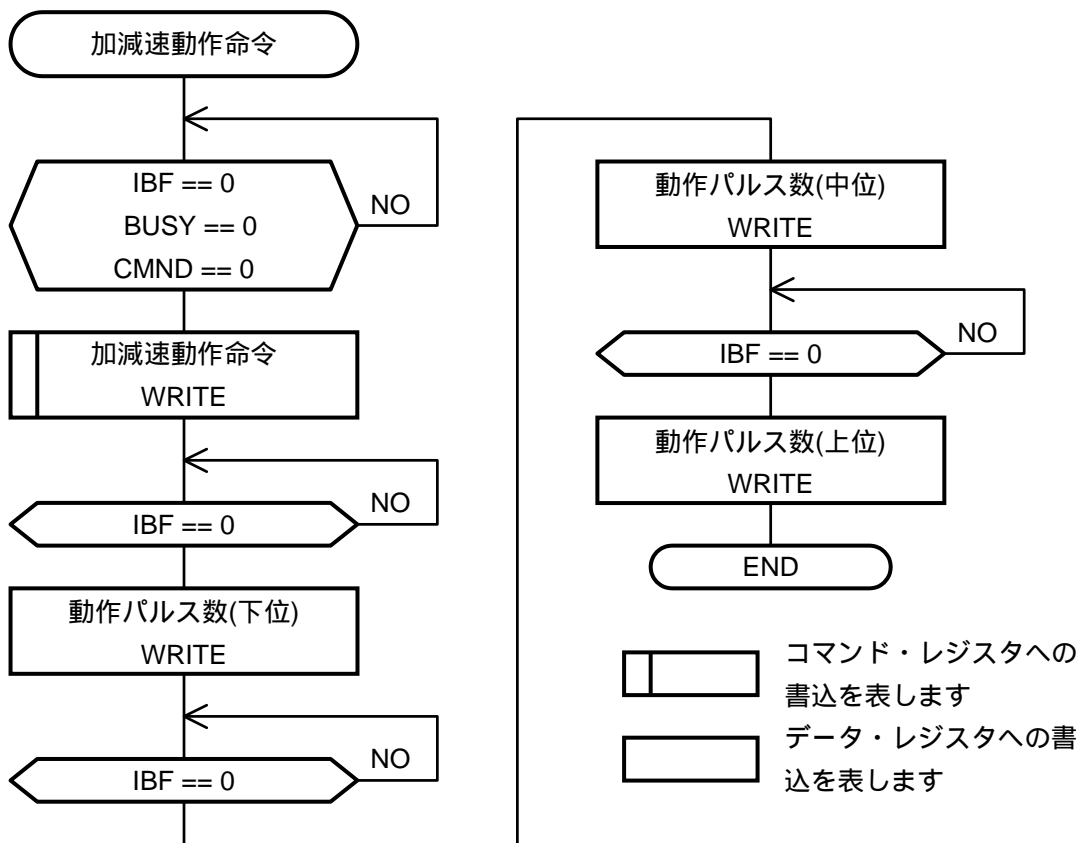 加減速動作命令
IBF == 0
BUSY == 0
CMND == 0
NO
加減速動作命令
WRITE
NO
IBF == 0
動作パルス数(下位)
WRITE
NO
IBF == 0
動作パルス数(中位)
WRITE
NO
IBF == 0
動作パルス数(上位)
WRITE
END
コマンド・レジスタへの
書込を表します
データ・レジスタへの書
込を表します